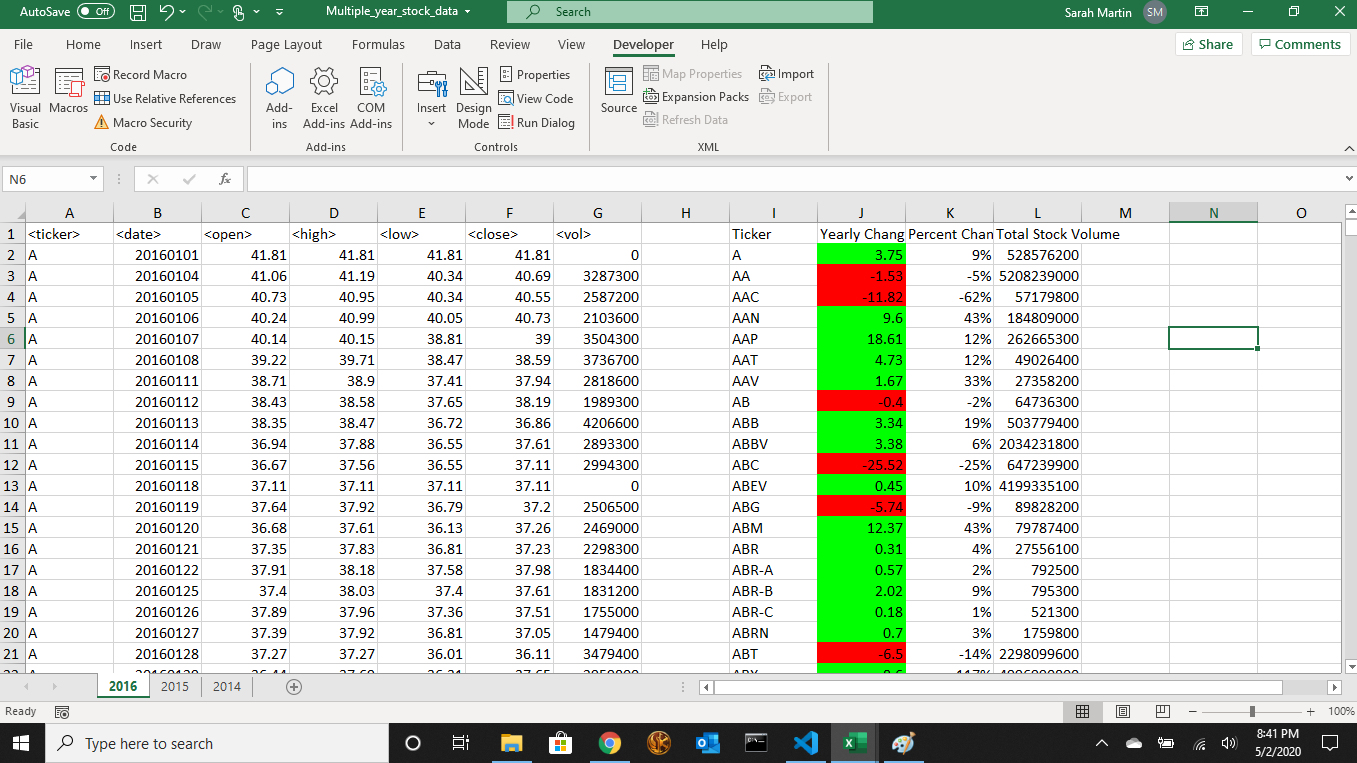 AutoSave Off Multiple_year_stock_data Search Sarah Martin SM
File Home Insert Draw Page Layout Formulas Data Review View Developer Help Share Comments
Visual Basic Macros Record Macro Use Relative References Macro Security Code
Add-ins Excel Add-ins COM Add-ins Add-ins
Insert Design Mode Properties View Code Run Dialog Controls
Source Map Properties Expansion Packs Refresh Data Import Export XML
N6 fx
A B C D E F G H I J K L M N O
1 <ticker> <date> <open> <high> <low> <close> <vol> Ticker Yearly Chang Percent Chan Total Stock Volume
2 A 20160101 41.81 41.81 41.81 41.81 0 A 3.75 9% 528576200
3 A 20160104 41.06 41.19 40.34 40.69 3287300 AA -1.53 -5% 5208239000
4 A 20160105 40.73 40.95 40.34 40.55 2587200 AAC -11.82 -62% 57179800
5 A 20160106 40.24 40.99 40.05 40.73 2103600 AAN 9.6 43% 184809000
6 A 20160107 40.14 40.15 38.81 39 3504300 AAP 18.61 12% 262665300
7 A 20160108 39.22 39.71 38.47 38.59 3736700 AAT 4.73 12% 49026400
8 A 20160111 38.71 38.9 37.41 37.94 2818600 AAV 1.67 33% 27358200
9 A 20160112 38.43 38.58 37.65 38.19 1989300 AB -0.4 -2% 64736300
10 A 20160113 38.35 38.47 36.72 36.86 4206600 ABB 3.34 19% 503779400
11 A 20160114 36.94 37.88 36.55 37.61 2893300 ABBV 3.38 6% 2034231800
12 A 20160115 36.67 37.56 36.55 37.11 2994300 ABC -25.52 -25% 647239900
13 A 20160118 37.11 37.11 37.11 37.11 0 ABEV 0.45 10% 4199335100
14 A 20160119 37.64 37.92 36.79 37.2 2506500 ABG -5.74 -9% 89828200
15 A 20160120 36.68 37.61 36.13 37.26 2469000 ABM 12.37 43% 79787400
16 A 20160121 37.35 37.83 36.81 37.23 2298300 ABR 0.31 4% 27556100
17 A 20160122 37.91 38.18 37.58 37.98 1834400 ABR-A 0.57 2% 792500
18 A 20160125 37.4 38.03 37.4 37.61 1831200 ABR-B 2.02 9% 795300
19 A 20160126 37.89 37.96 37.36 37.51 1755000 ABR-C 0.18 1% 521300
20 A 20160127 37.39 37.92 36.81 37.05 1479400 ABRN 0.7 3% 1759800
21 A 20160128 37.27 37.27 36.01 36.11 3479400 ABT -6.5 -14% 2298099600
2016 2015 2014
Ready 100%
Type here to search 8:41 PM
5/2/2020